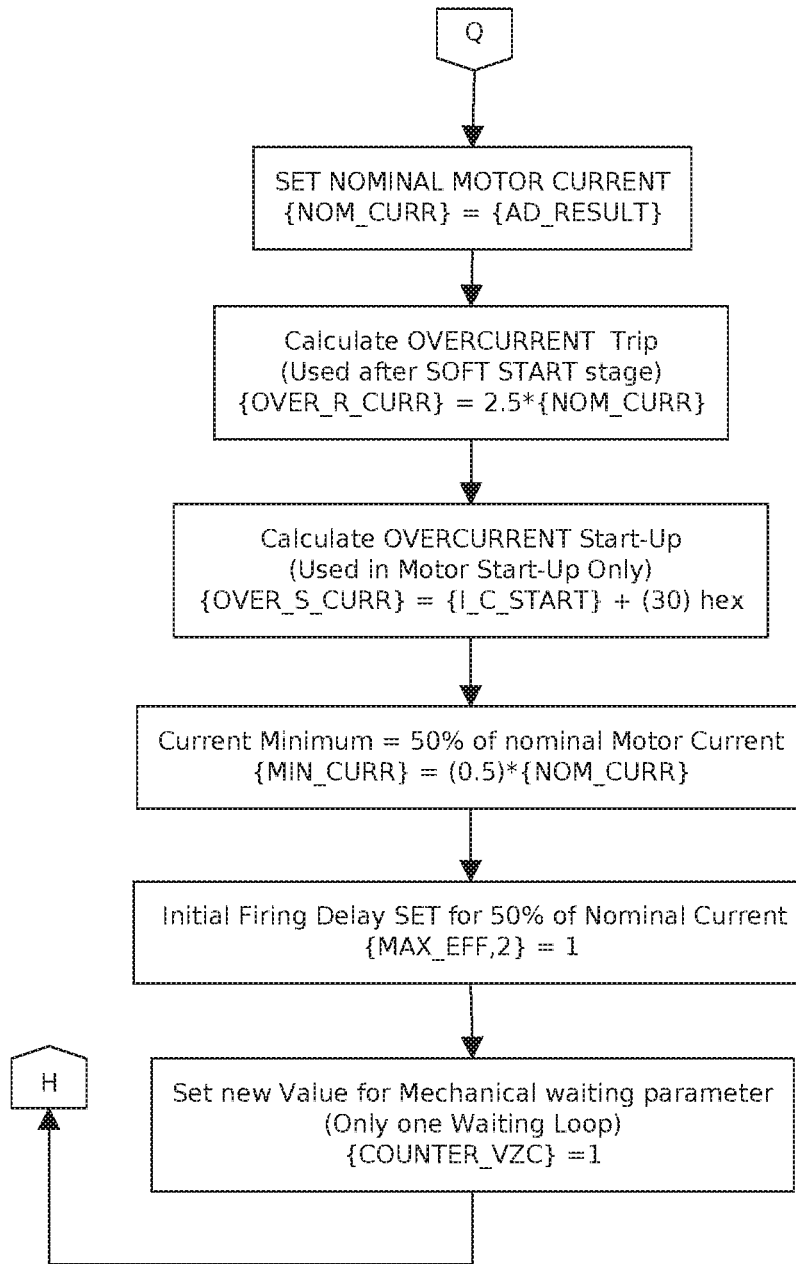 Q
SET NOMINAL MOTOR CURRENT
{NOM_CURR} = {AD_RESULT}
Calculate OVERCURRENT Trip
(Used after SOFT START stage)
{OVER_R_CURR} = 2.5*{NOM_CURR}
Calculate OVERCURRENT Start-Up
(Used in Motor Start-Up Only)
{OVER_S_CURR} = {I_C_START} + (30) hex
Current Minimum = 50% of nominal Motor Current
{MIN_CURR} = (0.5)*{NOM_CURR}
Initial Firing Delay SET for 50% of Nominal Current
{MAX_EFF,2} = 1
H
Set new Value for Mechanical waiting parameter
(Only one Waiting Loop)
{COUNTER_VZC} =1